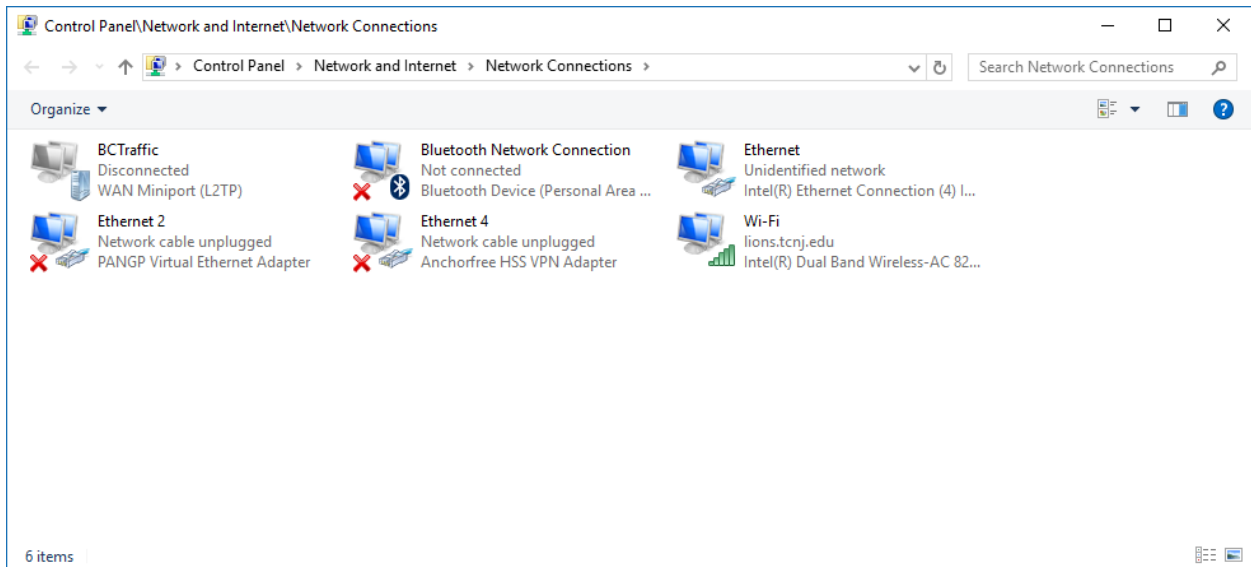 Control Panel\Network and Internet\Network Connections
Control Panel > Network and Internet > Network Connections >
Search Network Connections
Organize
BCTraffic
Disconnected
WAN Miniport (L2TP)
Bluetooth Network Connection
Not connected
Bluetooth Device (Personal Area ...
Ethernet
Unidentified network
Intel(R) Ethernet Connection (4) I...
Ethernet 2
Network cable unplugged
PANGP Virtual Ethernet Adapter
Ethernet 4
Network cable unplugged
Anchorfree HSS VPN Adapter
Wi-Fi
lions.tcnj.edu
Intel(R) Dual Band Wireless-AC 82...
6 items